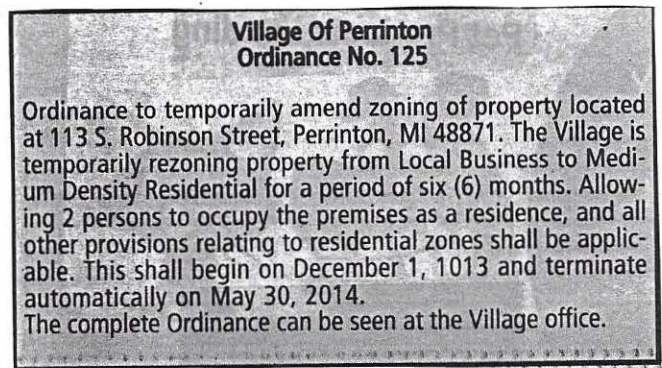 Village Of Perrinton
Ordinance No. 125
Ordinance to temporarily amend zoning of property located
at 113 S. Robinson Street, Perrinton, MI 48871. The Village is
temporarily rezoning property from Local Business to Medi-
um Density Residential for a period of six (6) months. Allow-
ing 2 persons to occupy the premises as a residence, and all
other provisions relating to residential zones shall be applic-
able. This shall begin on December 1, 1013 and terminate
automatically on May 30, 2014.
The complete Ordinance can be seen at the Village office.